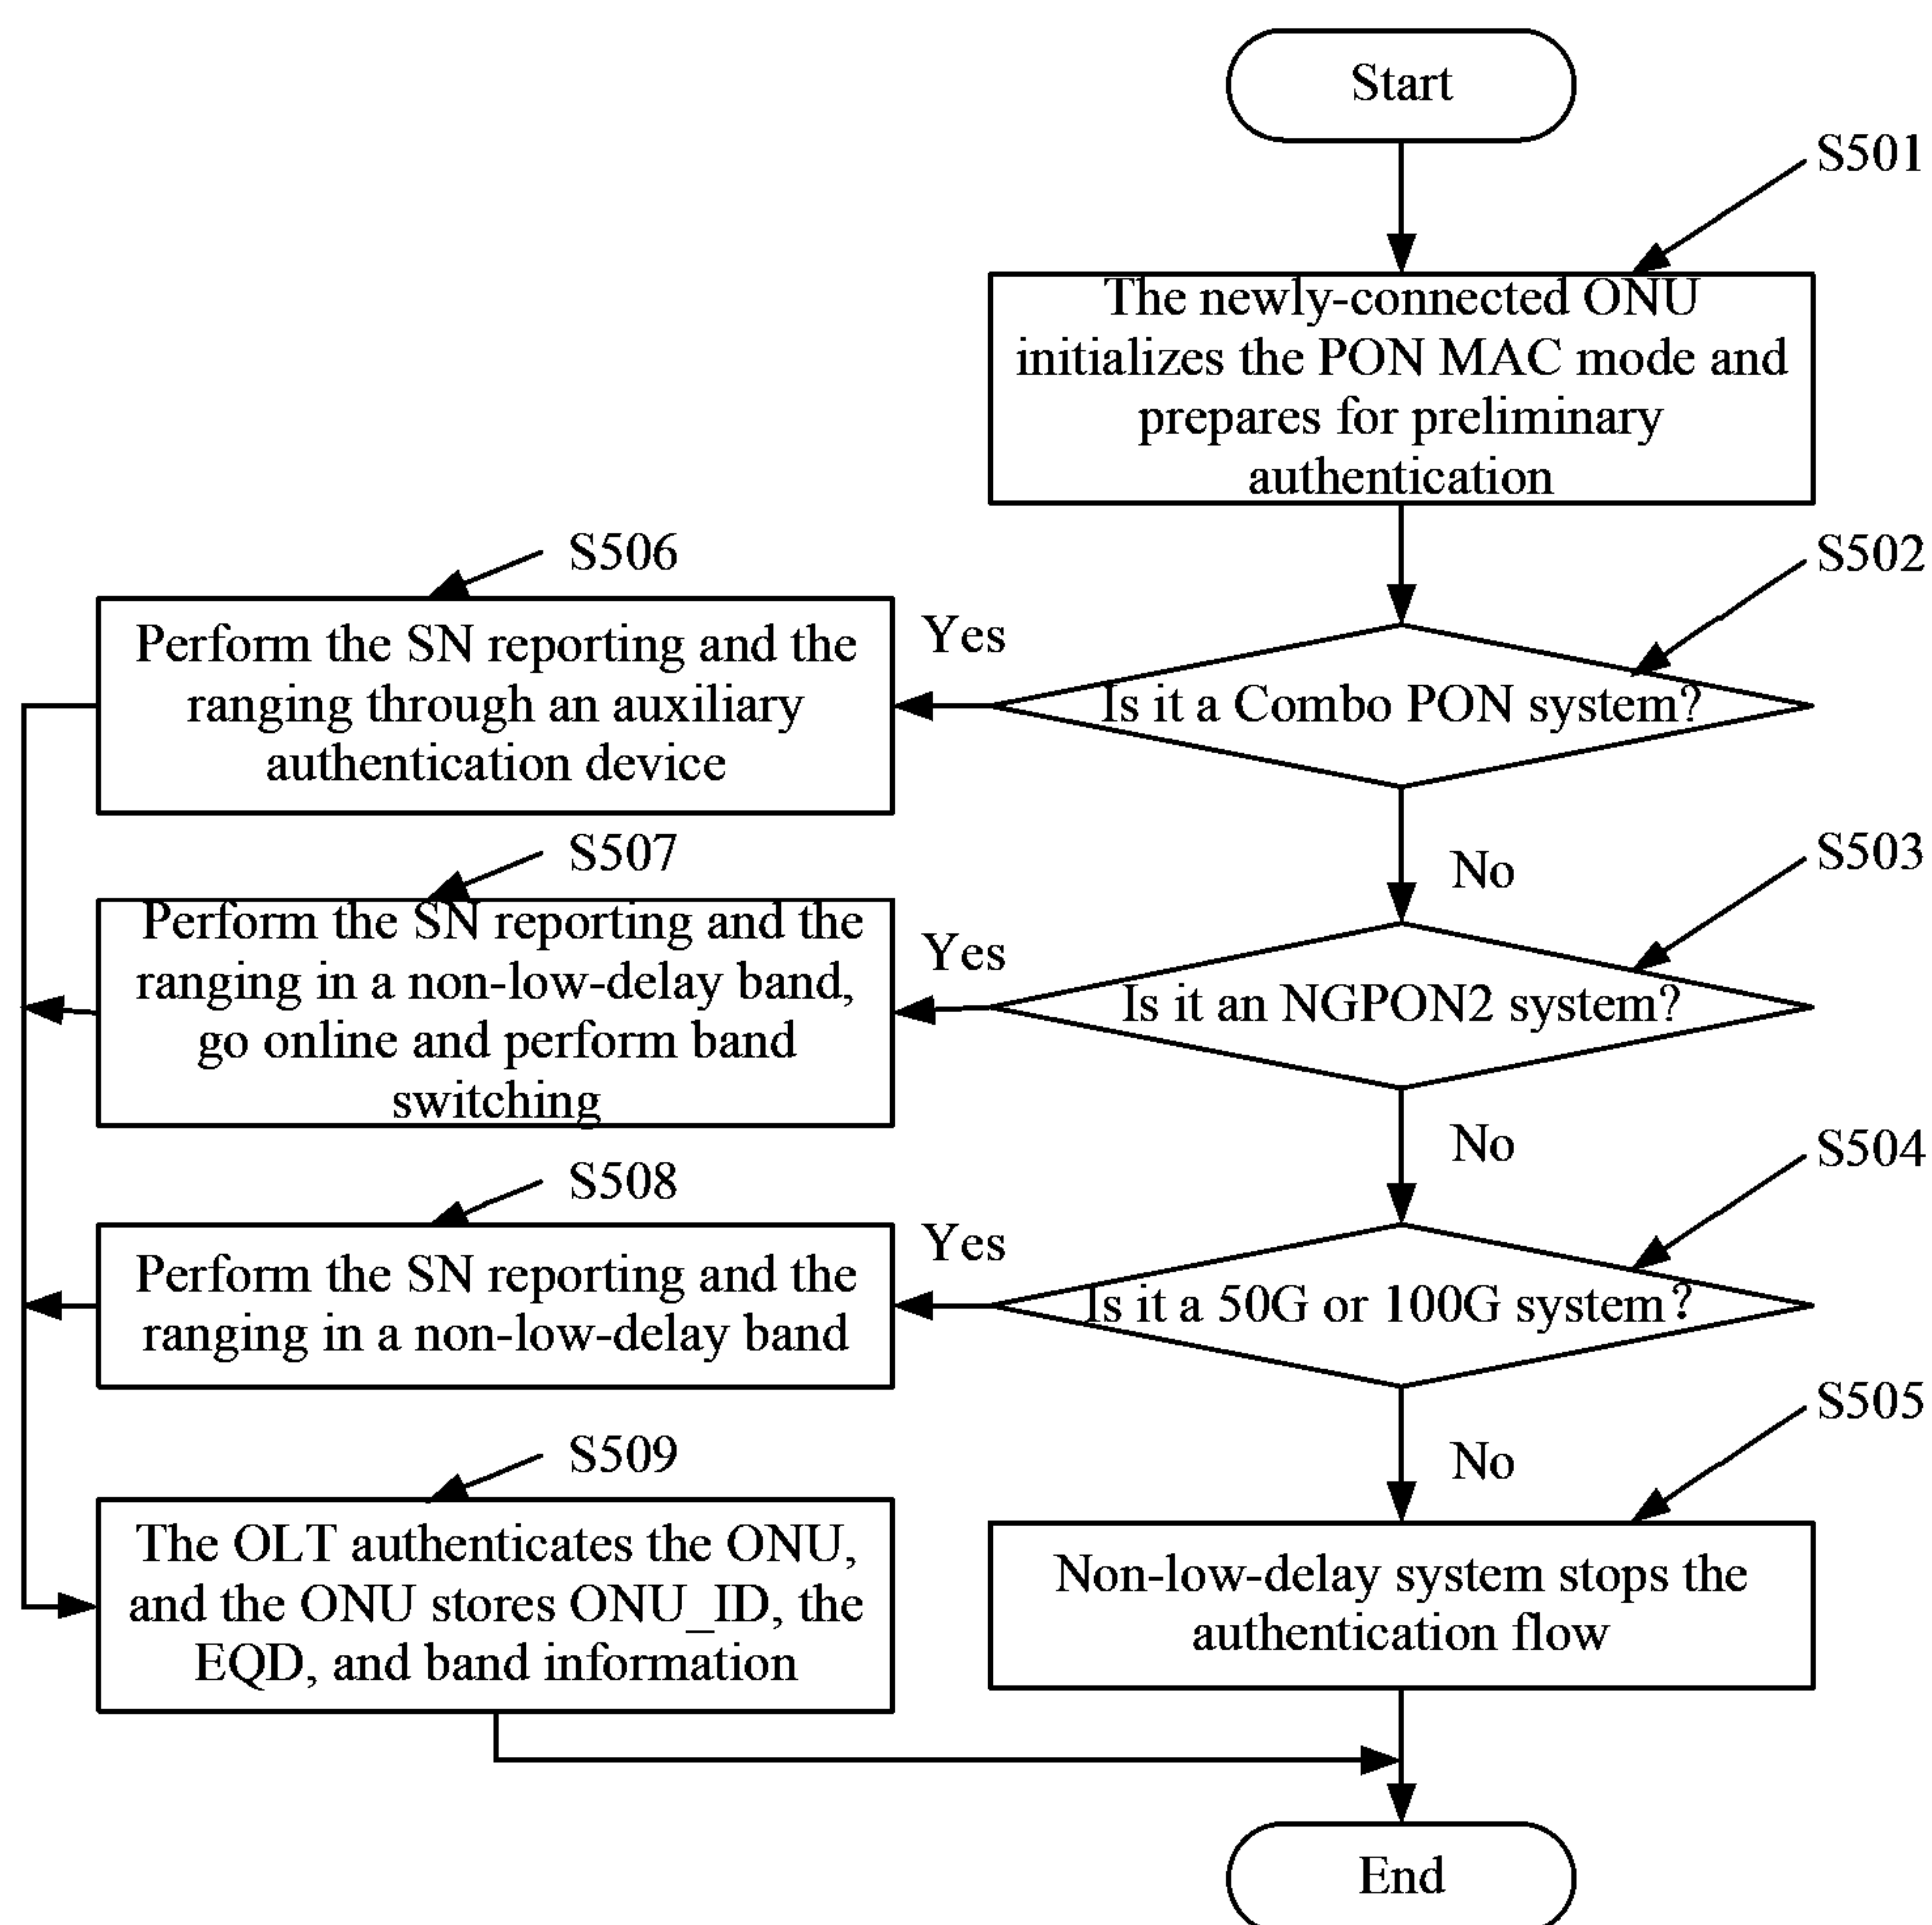 Start
S501
The newly-connected ONU
initializes the PON MAC mode and
prepares for preliminary
authentication
S506
S502
Perform the SN reporting and the
ranging through an auxiliary
authentication device
Yes
Is it a Combo PON system?
S507
No
S503
Perform the SN reporting and the
ranging in a non-low-delay band,
go online and perform band
switching
Yes
Is it an NGPON2 system?
S508
No
S504
Perform the SN reporting and the
ranging in a non-low-delay band
Yes
Is it a 50G or 100G system?
S509
No
S505
The OLT authenticates the ONU,
and the ONU stores ONU_ID, the
EQD, and band information
Non-low-delay system stops the
authentication flow
End